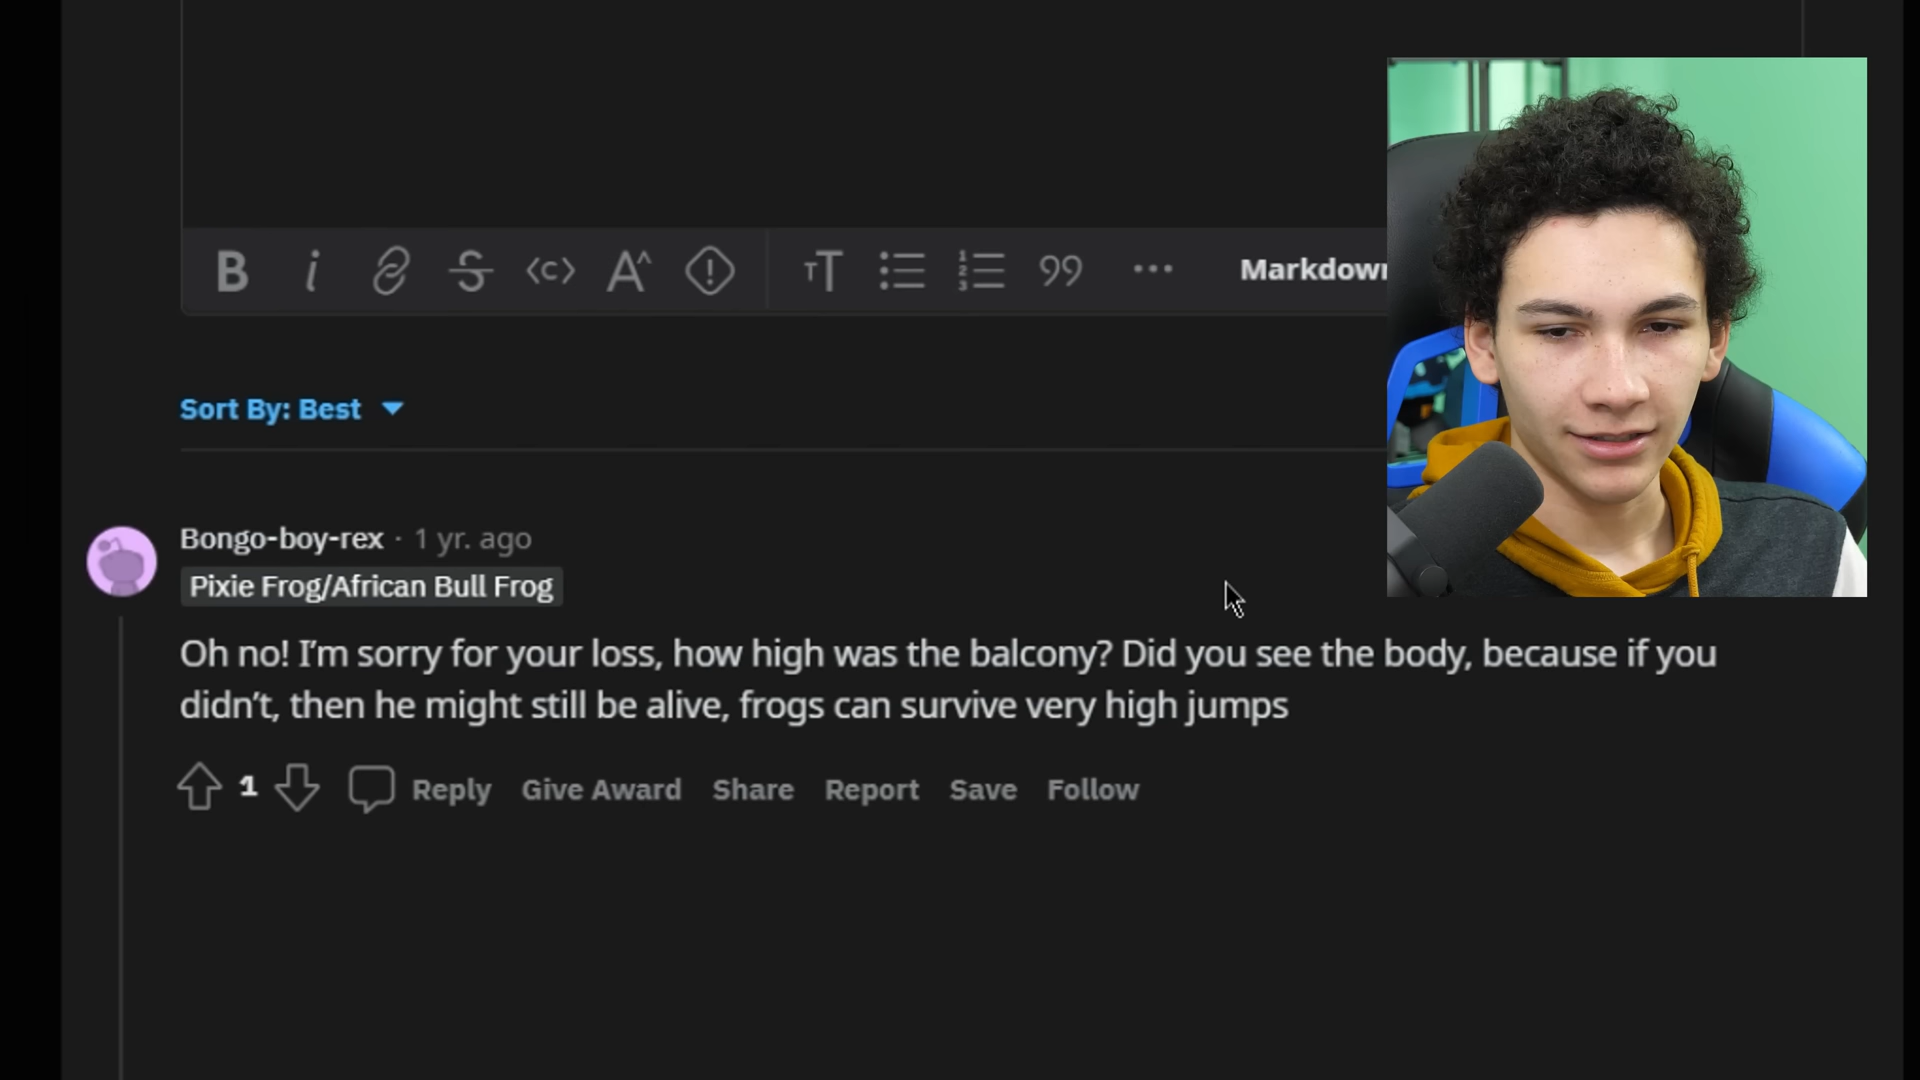 Markdown
Sort By: Best
Bongo-boy-rex · 1 yr. ago
Pixie Frog/African Bull Frog
Oh no! I’m sorry for your loss, how high was the balcony? Did you see the body, because if you
didn’t, then he might still be alive, frogs can survive very high jumps
1 Reply Give Award Share Report Save Follow